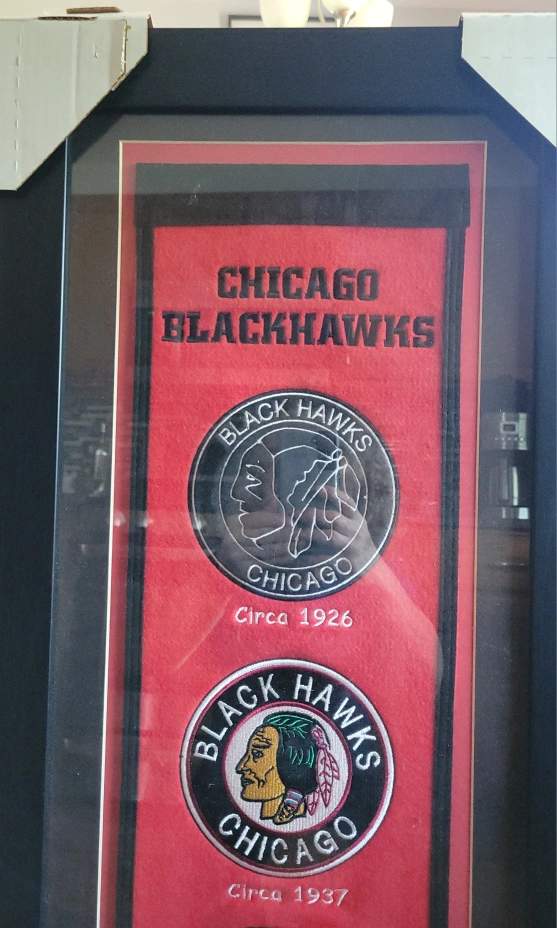 CHICAGO
BLACKHAWKS
BLACK HAWKS
CHICAGO
Circa 1926
BLACK HAWKS
CHICAGO
Circa 1937